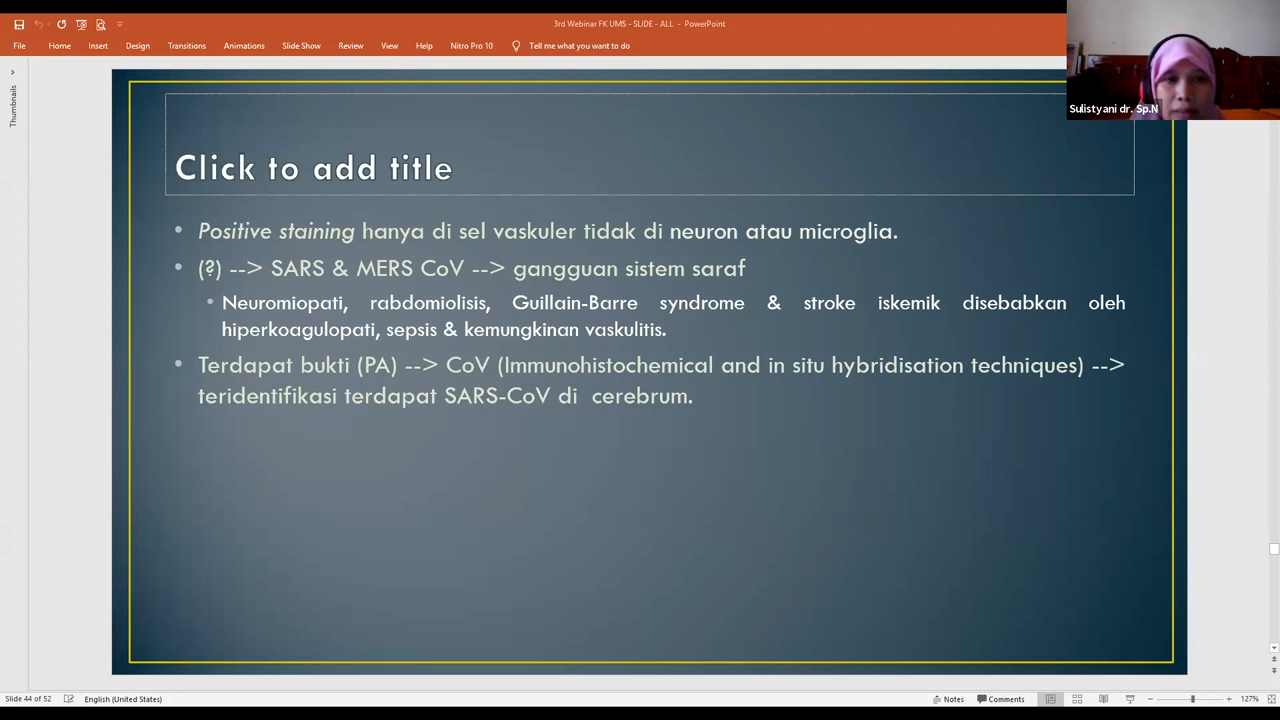 3rd Webinar FK UMS - SLIDE - ALL - PowerPoint
File Home Insert Design Transitions Animations Slide Show Review View Help Nitro Pro 10 Tell me what you want to do
Sulistyani dr. Sp.N
Thumbnails
Click to add title
• Positive staining hanya di sel vaskuler tidak di neuron atau microglia.
• (?) --> SARS & MERS CoV --> gangguan sistem saraf
• Neuromiopati, rabdomiolisis, Guillain-Barre syndrome & stroke iskemik disebabkan oleh
hiperkoagulopati, sepsis & kemungkinan vaskulitis.
• Terdapat bukti (PA) --> CoV (Immunohistochemical and in situ hybridisation techniques) -->
teridentifikasi terdapat SARS-CoV di cerebrum.
Slide 44 of 52 English (United States) Notes Comments 127%